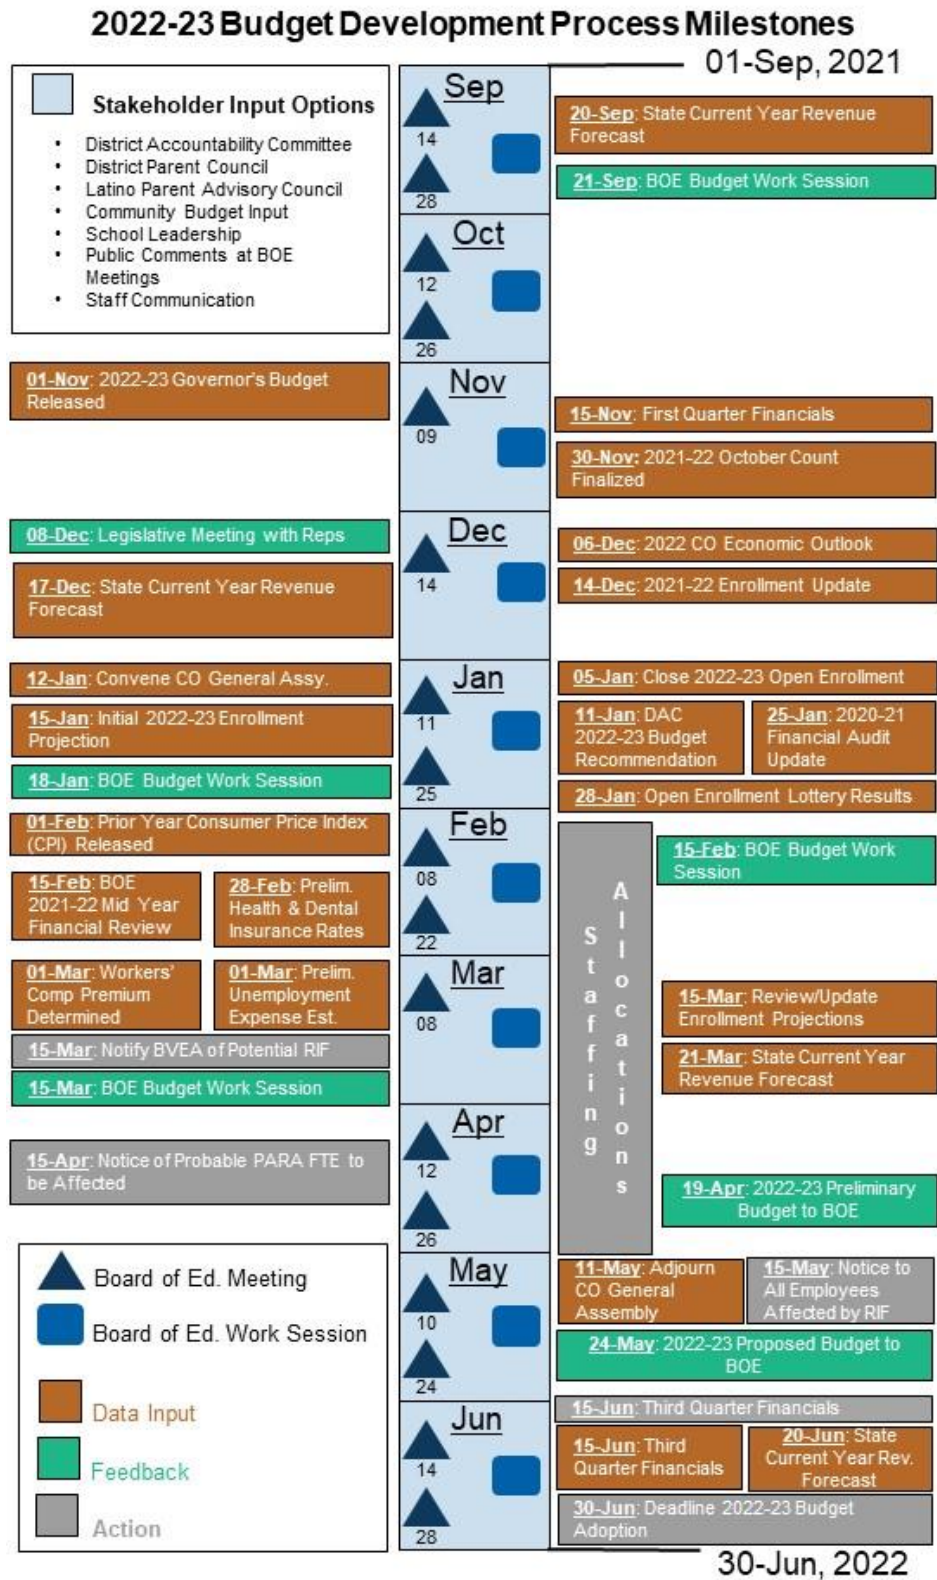 2022-23 Budget Development Process Milestones
01-Sep, 2021
Stakeholder Input Options
• District Accountability Committee
• District Parent Council
• Latino Parent Advisory Council
• Community Budget Input
• School Leadership
• Public Comments at BOE
Meetings
• Staff Communication
Sep
14
28
20-Sep: State Current Year Revenue
Forecast
21-Sep: BOE Budget Work Session
Oct
12
26
01-Nov: 2022-23 Governor's Budget
Released
Nov
09
15-Nov: First Quarter Financials
30-Nov: 2021-22 October Count
Finalized
08-Dec: Legislative Meeting with Reps
17-Dec: State Current Year Revenue
Forecast
Dec
14
06-Dec: 2022 CO Economic Outlook
14-Dec: 2021-22 Enrollment Update
12-Jan: Convene CO General Assy.
15-Jan: Initial 2022-23 Enrollment
Projection
18-Jan: BOE Budget Work Session
Jan
11
25
05-Jan: Close 2022-23 Open Enrollment
11-Jan: DAC
2022-23 Budget
Recommendation
25-Jan: 2020-21
Financial Audit
Update
28-Jan: Open Enrollment Lottery Results
01-Feb: Prior Year Consumer Price Index
(CPI) Released
15-Feb: BOE
2021-22 Mid Year
Financial Review
28-Feb: Prelim.
Health & Dental
Insurance Rates
Feb
08
22
Staffing
Allocations
15-Feb: BOE Budget Work
Session
01-Mar: Workers'
Comp Premium
Determined
01-Mar: Prelim.
Unemployment
Expense Est.
15-Mar: Notify BVEA of Potential RIF
15-Mar: BOE Budget Work Session
Mar
08
15-Mar: Review/Update
Enrollment Projections
21-Mar: State Current Year
Revenue Forecast
15-Apr: Notice of Probable PARA FTE to
be Affected
Apr
12
26
19-Apr: 2022-23 Preliminary
Budget to BOE
Board of Ed. Meeting
Board of Ed. Work Session
Data Input
Feedback
Action
May
10
24
11-May: Adjourn
CO General
Assembly
15-May: Notice to
All Employees
Affected by RIF
24-May: 2022-23 Proposed Budget to
BOE
Jun
14
28
15-Jun: Third Quarter Financials
15-Jun: Third
Quarter Financials
20-Jun: State
Current Year Rev.
Forecast
30-Jun: Deadline 2022-23 Budget
Adoption
30-Jun, 2022